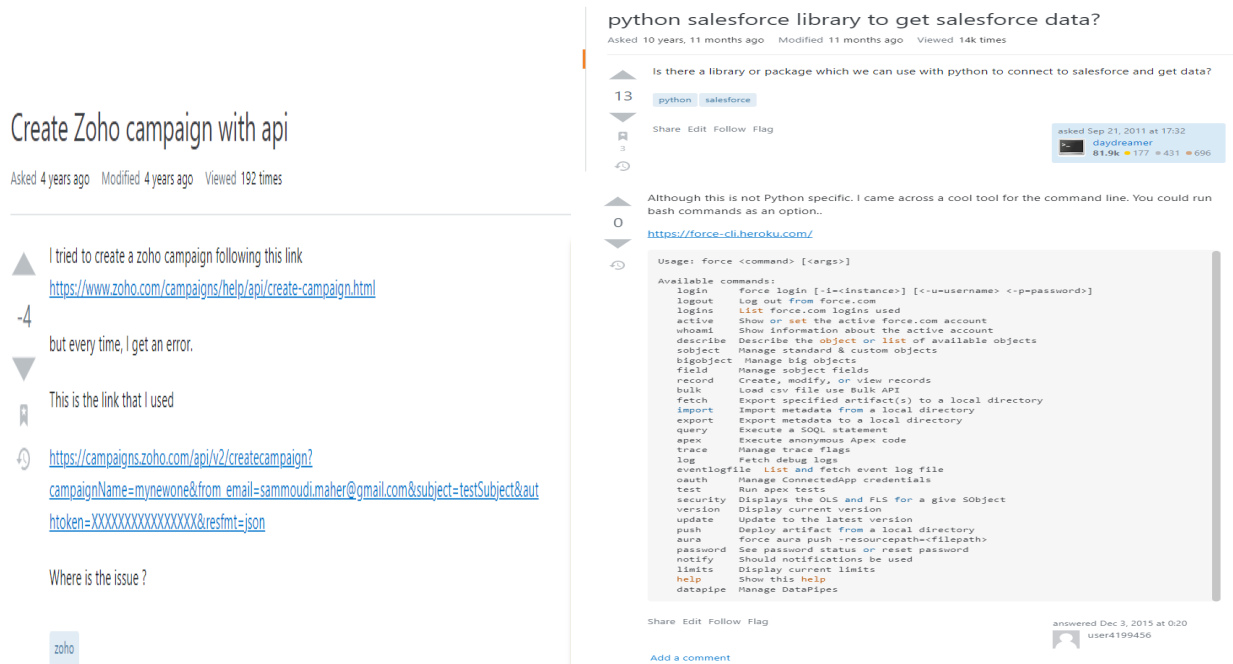 Create Zoho campaign with api
Asked 4 years ago Modified 4 years ago Viewed 192 times
I tried to create a zoho campaign following this link
https://www.zoho.com/campaigns/help/api/create-campaign.html
-4
but every time, I get an error.
This is the link that I used
https://campaigns.zoho.com/api/v2/createcampaign?
campaignName=mynewone&from_email=sammoudi.maher@gmail.com&subject=testSubject&aut
htoken=XXXXXXXXXXXXXXXX&resfmt=json
Where is the issue ?
zoho
python salesforce library to get salesforce data?
Asked 10 years, 11 months ago Modified 11 months ago Viewed 14k times
Is there a library or package which we can use with python to connect to salesforce and get data?
13
python salesforce
Share Edit Follow Flag
3
asked Sep 21, 2011 at 17:32
daydreamer
81.9k 177 431 696
Although this is not Python specific. I came across a cool tool for the command line. You could run
bash commands as an option..
0
https://force-cli.heroku.com/
Usage: force <command> [<args>]
Available commands:
login force login [-i=<instance>] [<-u=username> <-p=password>]
logout Log out from force.com
logins List force.com logins used
active Show or set the active force.com account
whoami Show information about the active account
describe Describe the object or list of available objects
sobject Manage standard & custom objects
bigobject Manage big objects
field Manage sobject fields
record Create, modify, or view records
bulk Load csv file use Bulk API
fetch Export specified artifact(s) to a local directory
import Import metadata from a local directory
export Export metadata to a local directory
query Execute a SOQL statement
apex Execute anonymous Apex code
trace Manage trace flags
log Fetch debug logs
eventlogfile List and fetch event log file
oauth Manage ConnectedApp credentials
test Run apex tests
security Displays the OLS and FLS for a give SObject
version Display current version
update Update to the latest version
push Deploy artifact from a local directory
aura force aura push -resourcepath=<filepath>
password See password status or reset password
notify Should notifications be used
limits Display current limits
help Show this help
datapipe Manage DataPipes
Share Edit Follow Flag
answered Dec 3, 2015 at 0:20
user4199456
Add a comment